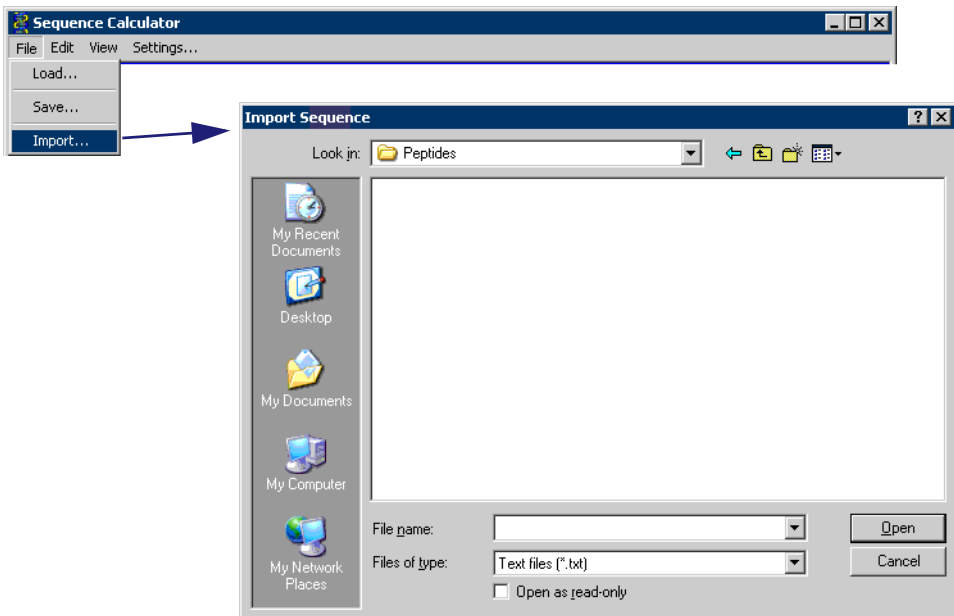 Sequence Calculator
File Edit View Settings...
Load...
Save...
Import...
Import Sequence
Look in: Peptides
My Recent
Documents
Desktop
My Documents
My Computer
My Network
Places
File name:
Open
Files of type: Text files (*.txt)
Cancel
Open as read-only